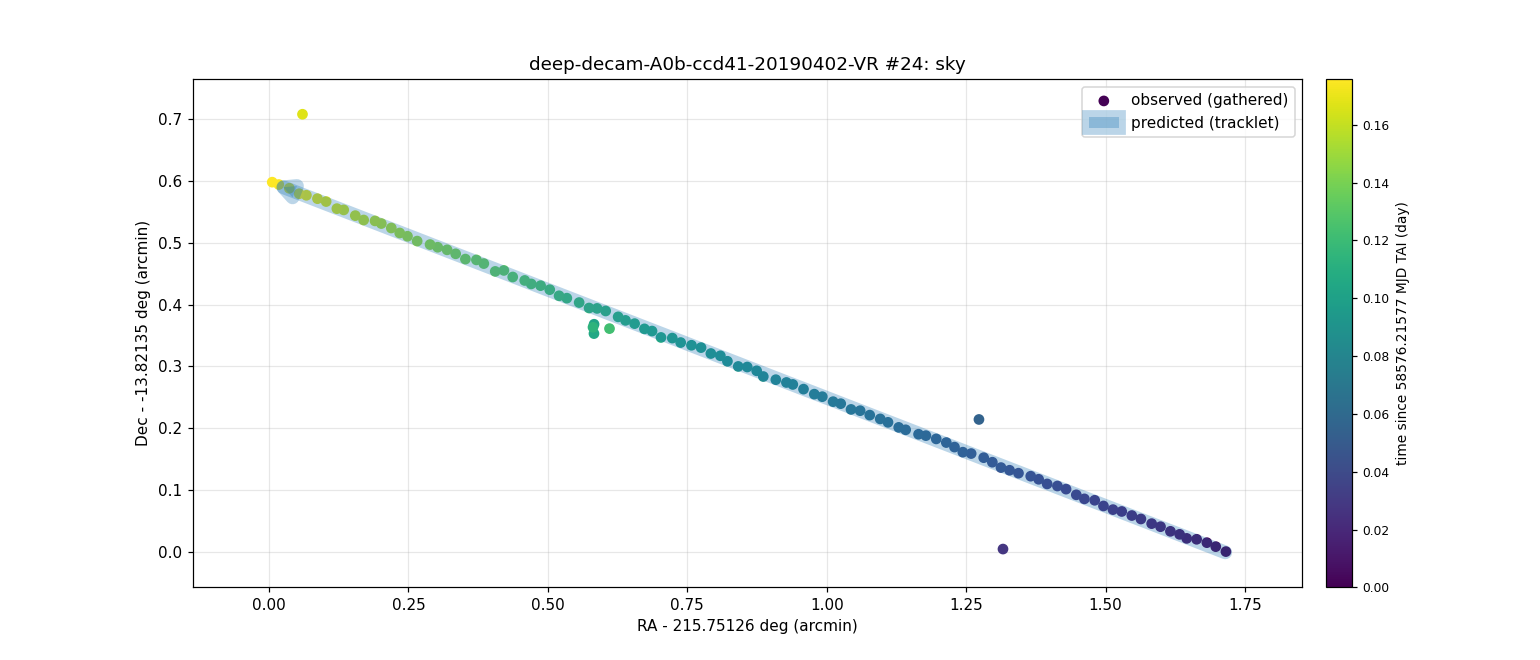 deep-decam-A0b-ccd41-20190402-VR #24: sky
observed (gathered)
predicted (tracklet)
0.7
0.6
0.5
0.4
0.3
0.2
0.1
0.0
Dec - -13.82135 deg (arcmin)
0.00 0.25 0.50 0.75 1.00 1.25 1.50 1.75
RA - 215.75126 deg (arcmin)
0.16
0.14
0.12
0.10
0.08
0.06
0.04
0.02
0.00
time since 58576.21577 MJD TAI (day)